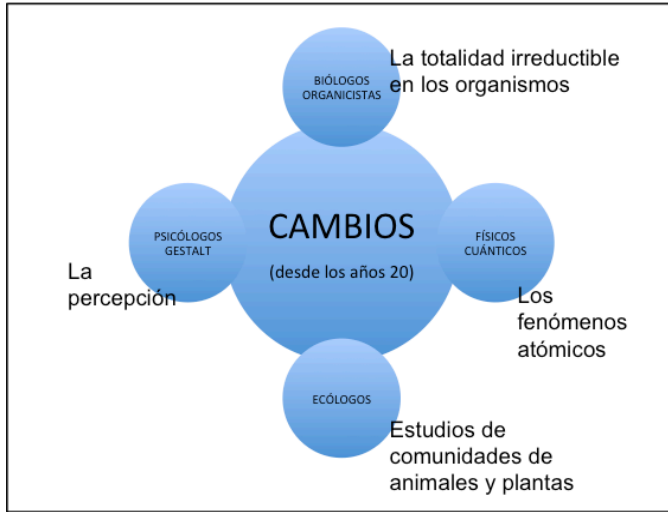 BIÓLOGOS
ORGANICISTAS
La totalidad irreductible
en los organismos
PSICÓLOGOS
GESTALT
La
percepción
CAMBIOS
(desde los años 20)
FÍSICOS
CUÁNTICOS
Los
fenómenos
atómicos
ECÓLOGOS
Estudios de
comunidades de
animales y plantas